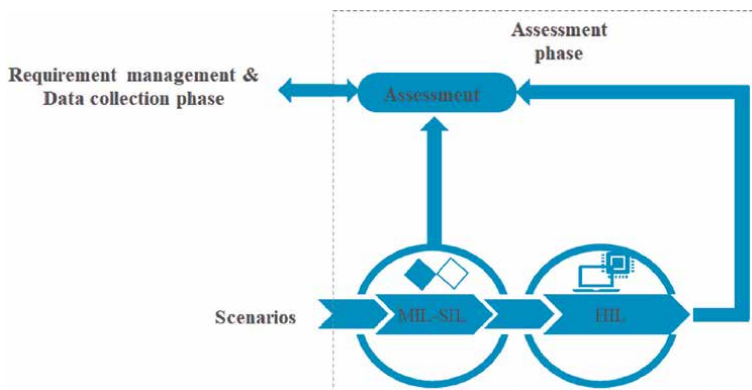 Assessment
phase
Requirement management &
Data collection phase
Assessment
Scenarios
MIL-SIL
HIL